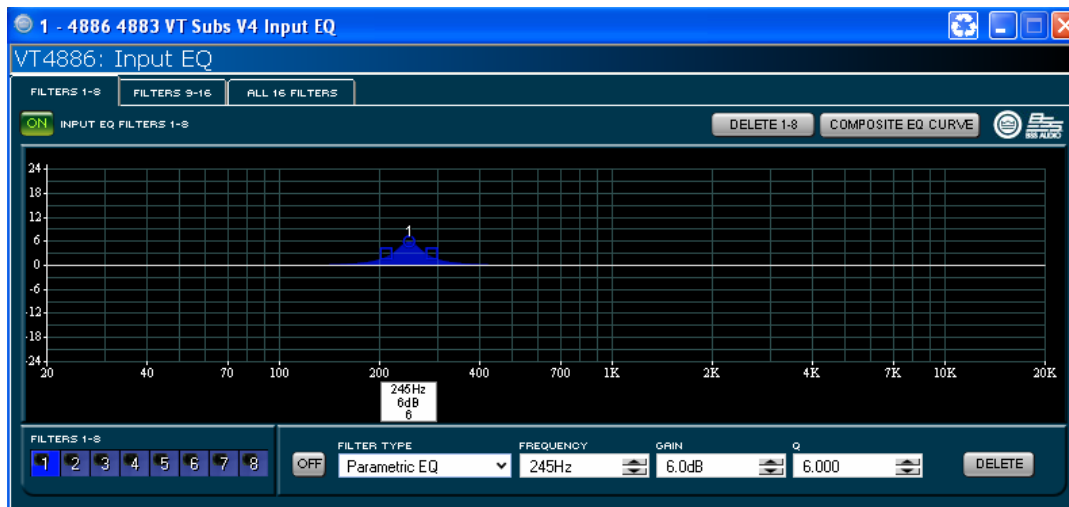 1 - 4886 4883 VT Subs V4 Input EQ
VT4886: Input EQ
FILTERS 1-8 FILTERS 9-16 ALL 16 FILTERS
ON INPUT EQ FILTERS 1-8 DELETE 1-8 COMPOSITE EQ CURVE BSS AUDIO
24
18
12
1
6
0
-6
-12
-18
-24
20 40 70 100 200 400 700 1K 2K 4K 7K 10K 20K
245Hz
6dB
6
FILTERS 1-8
1 2 3 4 5 6 7 8
FILTER TYPE FREQUENCY GAIN Q
OFF Parametric EQ 245Hz 6.0dB 6.000 DELETE